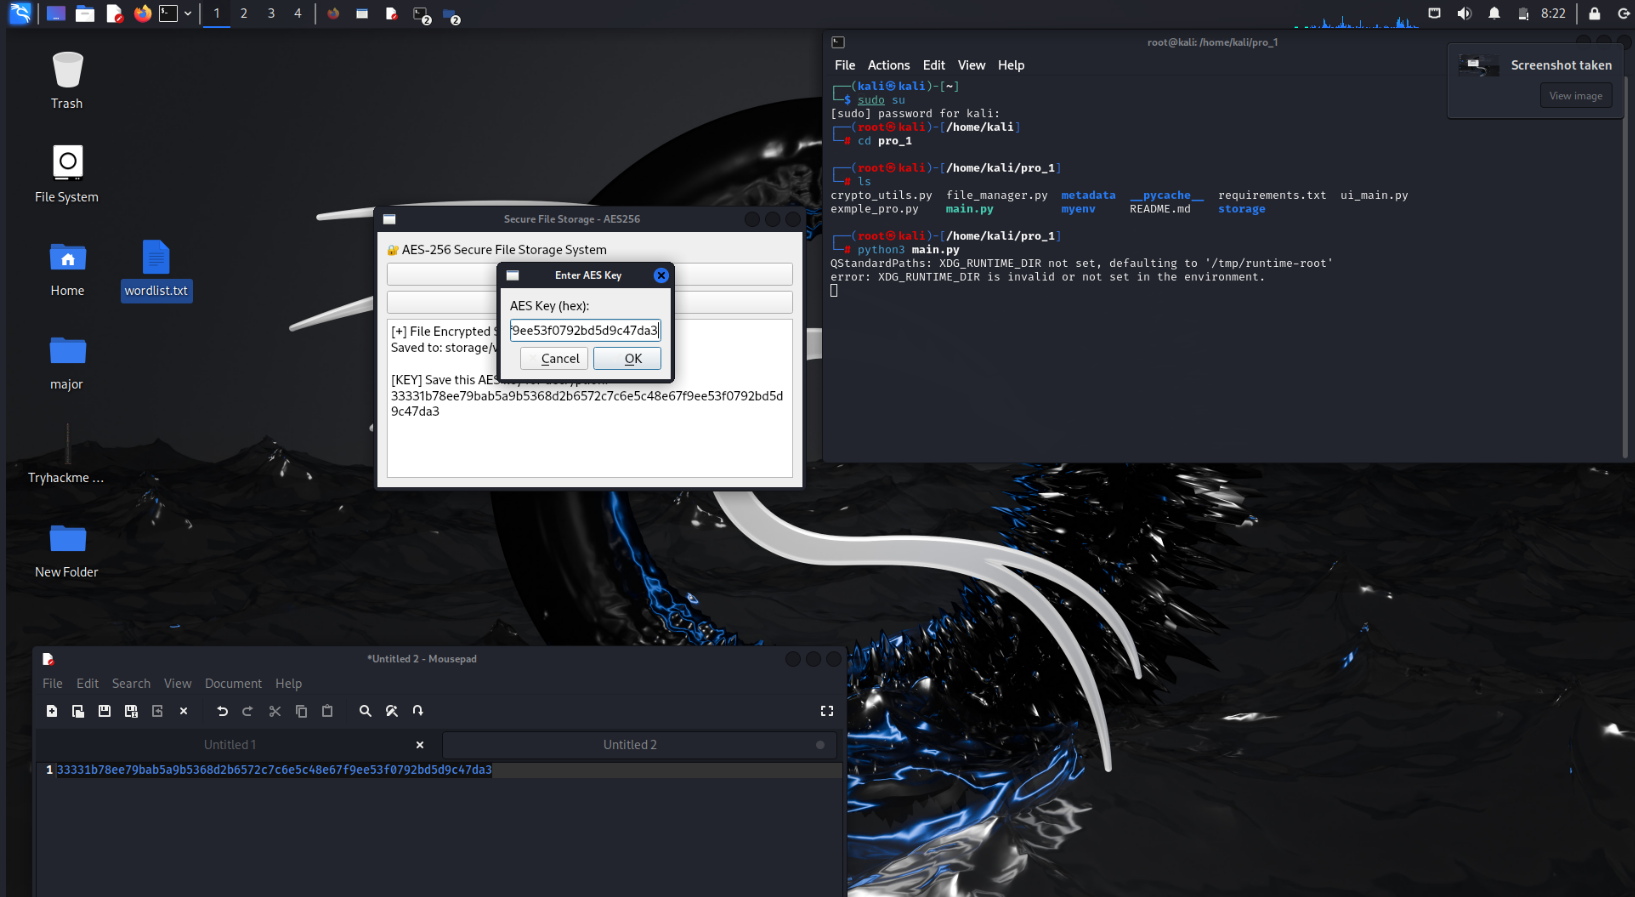 1 2 3 4 2 2 8:22
Trash
File System
Home
wordlist.txt
major
Tryhackme ...
New Folder
Secure File Storage - AES256
🔐 AES-256 Secure File Storage System
[+] File Encrypted
Saved to: storage/
[KEY] Save this AES
33331b78ee79bab5a9b5368d2b6572c7c6e5c48e67f9ee53f0792bd5d
9c47da3
Enter AES Key
AES Key (hex):
f9ee53f0792bd5d9c47da3
Cancel OK
root@kali: /home/kali/pro_1
File Actions Edit View Help
┌──(kali㉿kali)-[~]
└─$ sudo su
[sudo] password for kali:
┌──(root㉿kali)-[/home/kali]
└─# cd pro_1
┌──(root㉿kali)-[/home/kali/pro_1]
└─# ls
crypto_utils.py file_manager.py metadata __pycache__ requirements.txt ui_main.py
exmple_pro.py main.py myenv README.md storage
┌──(root㉿kali)-[/home/kali/pro_1]
└─# python3 main.py
QStandardPaths: XDG_RUNTIME_DIR not set, defaulting to '/tmp/runtime-root'
error: XDG_RUNTIME_DIR is invalid or not set in the environment.
Screenshot taken
View image
*Untitled 2 - Mousepad
File Edit Search View Document Help
Untitled 1 Untitled 2
1 33331b78ee79bab5a9b5368d2b6572c7c6e5c48e67f9ee53f0792bd5d9c47da3